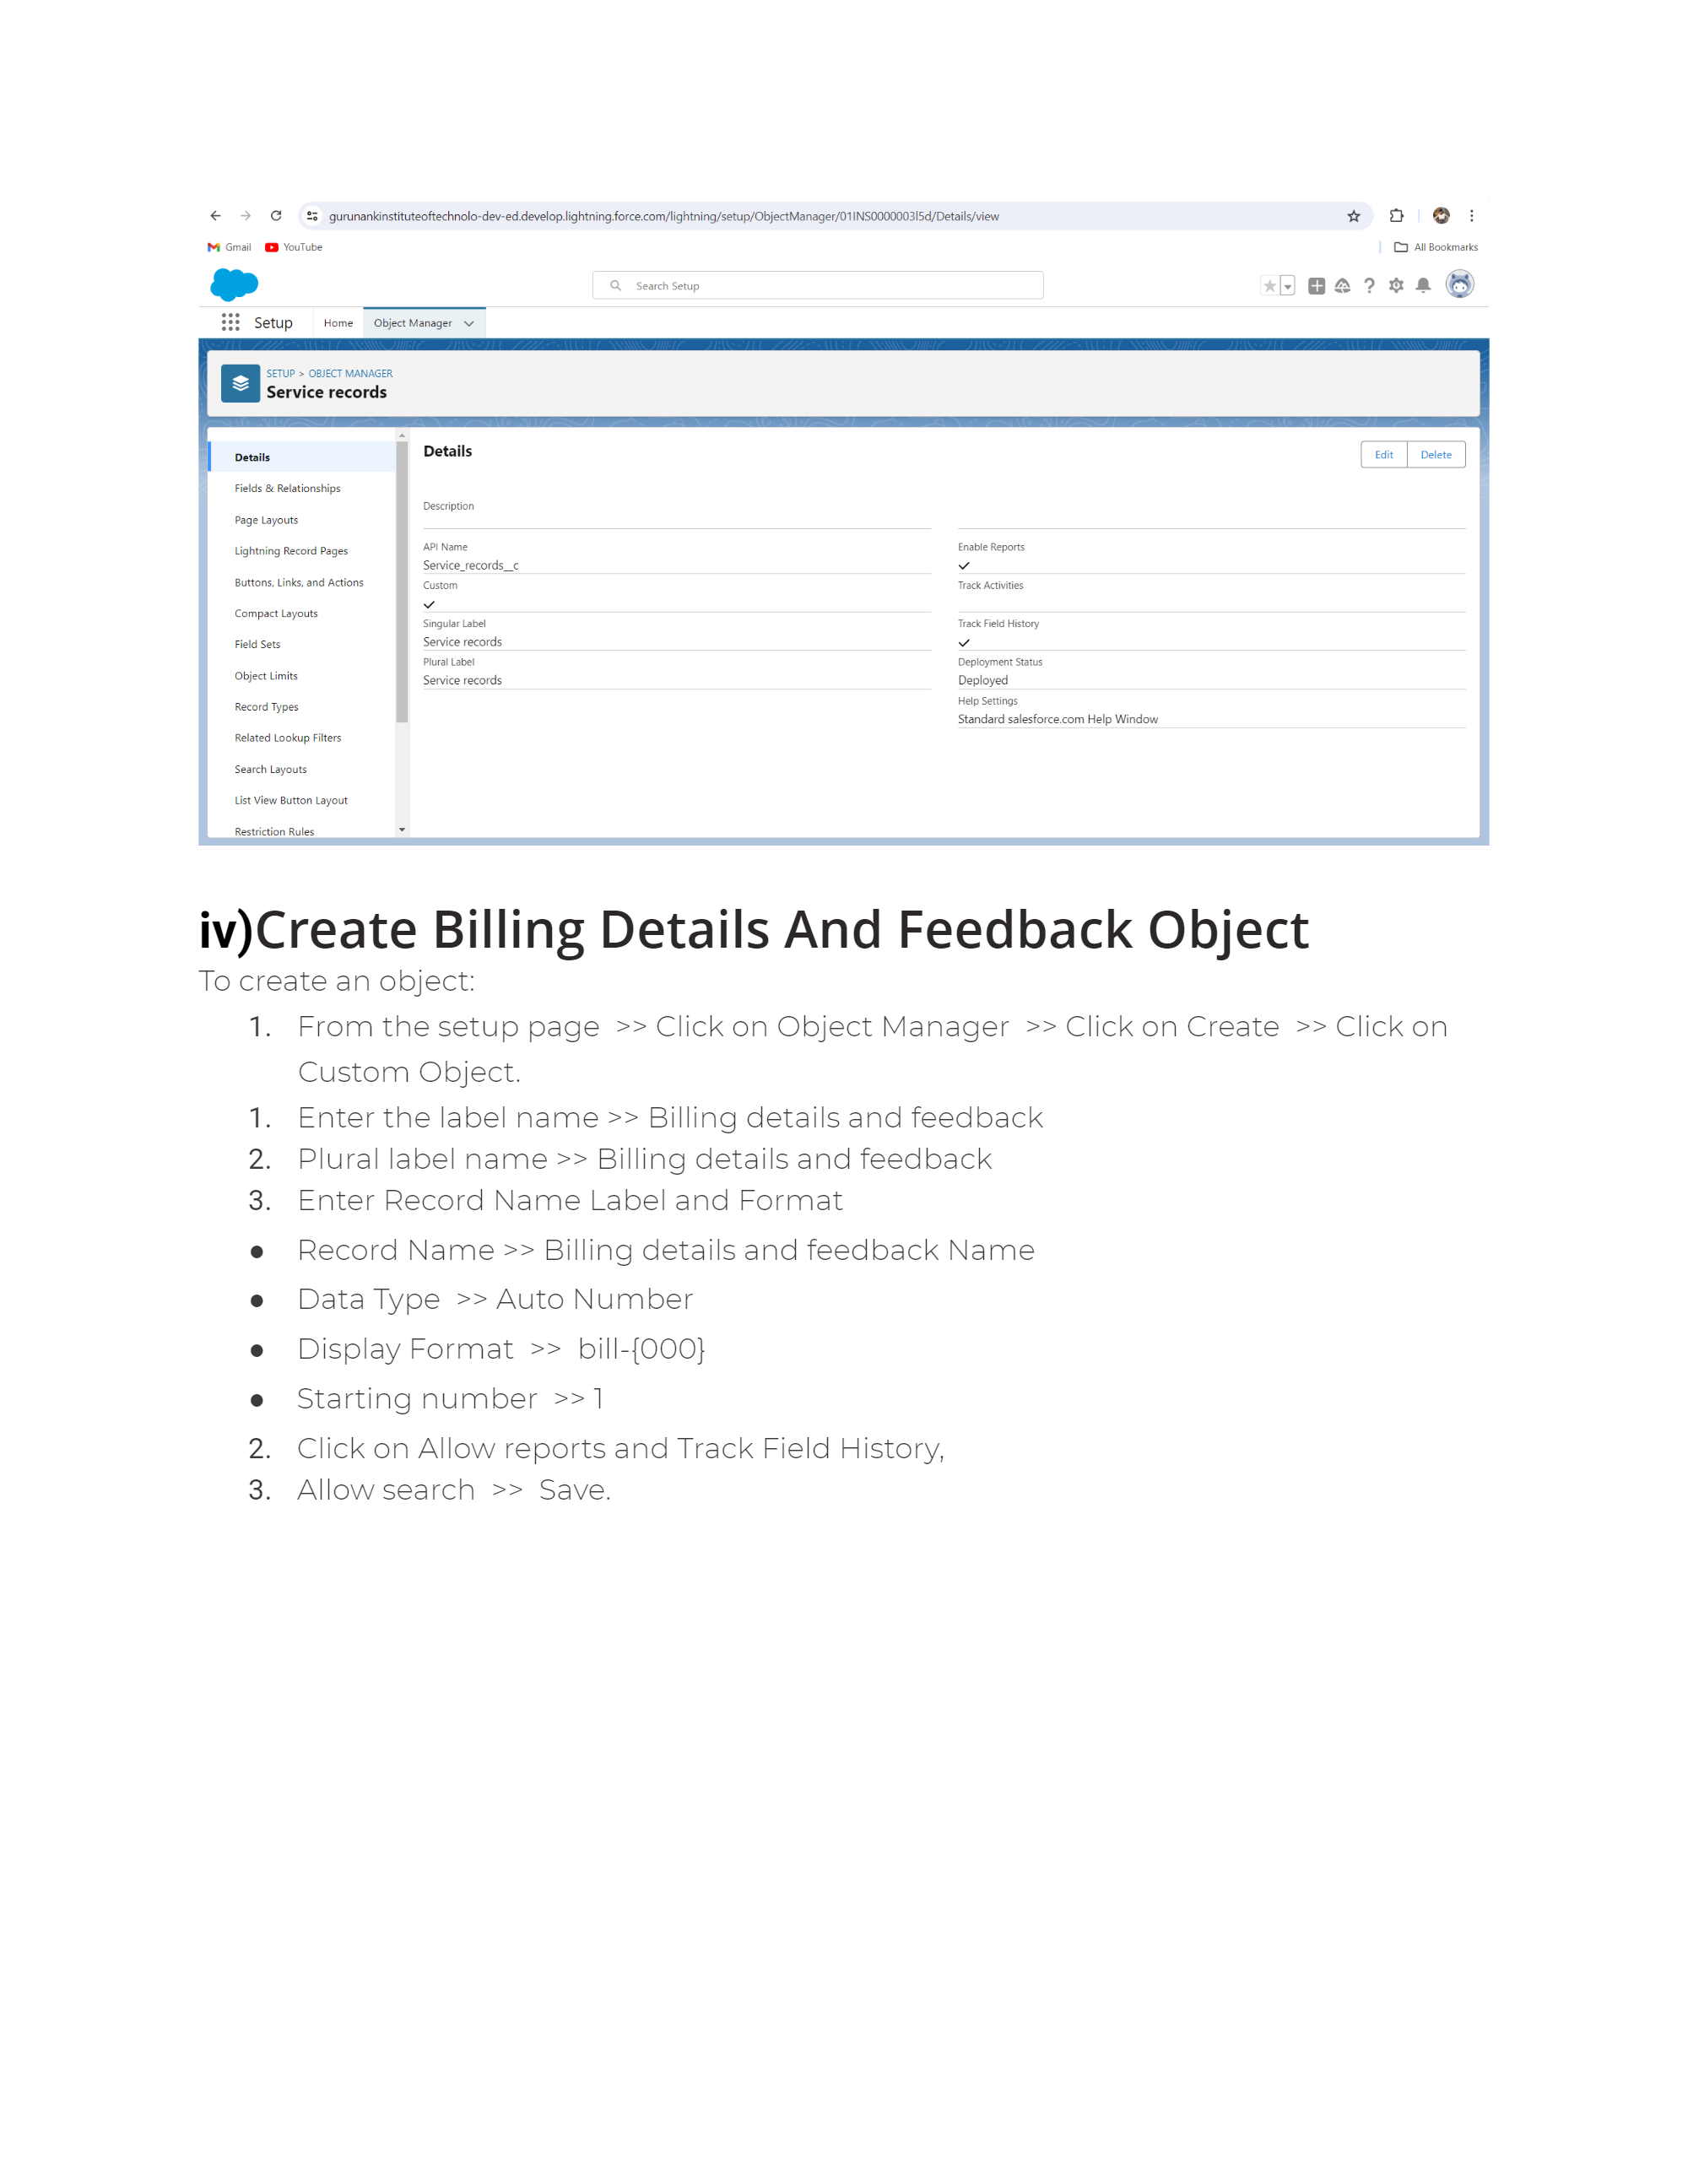 gurunankinstituteoftechnolo-dev-ed.develop.lightning.force.com/lightning/setup/ObjectManager/01INS0000003l5d/Details/view
Gmail YouTube All Bookmarks
Search Setup
Setup Home Object Manager
SETUP > OBJECT MANAGER
Service records
Details
Fields & Relationships
Page Layouts
Lightning Record Pages
Buttons, Links, and Actions
Compact Layouts
Field Sets
Object Limits
Record Types
Related Lookup Filters
Search Layouts
List View Button Layout
Restriction Rules
Details
Edit Delete
Description
API Name
Service_records__c
Custom
Singular Label
Service records
Plural Label
Service records
Enable Reports
Track Activities
Track Field History
Deployment Status
Deployed
Help Settings
Standard salesforce.com Help Window
iv)Create Billing Details And Feedback Object
To create an object:
1. From the setup page >> Click on Object Manager >> Click on Create >> Click on
Custom Object.
1. Enter the label name >> Billing details and feedback
2. Plural label name >> Billing details and feedback
3. Enter Record Name Label and Format
● Record Name >> Billing details and feedback Name
● Data Type >> Auto Number
● Display Format >> bill-{000}
● Starting number >> 1
2. Click on Allow reports and Track Field History,
3. Allow search >> Save.